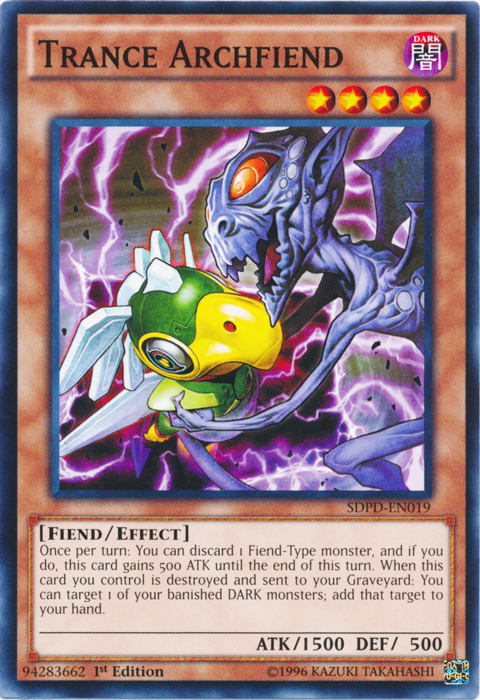 TRANCE ARCHFIEND
DARK
闇
SDPD-EN019
[FIEND/EFFECT]
Once per turn: You can discard 1 Fiend-Type monster, and if you
do, this card gains 500 ATK until the end of this turn. When this
card you control is destroyed and sent to your Graveyard: You
can target 1 of your banished DARK monsters; add that target to
your hand.
ATK/1500 DEF/ 500
94283662 1st Edition ©1996 KAZUKI TAKAHASHI